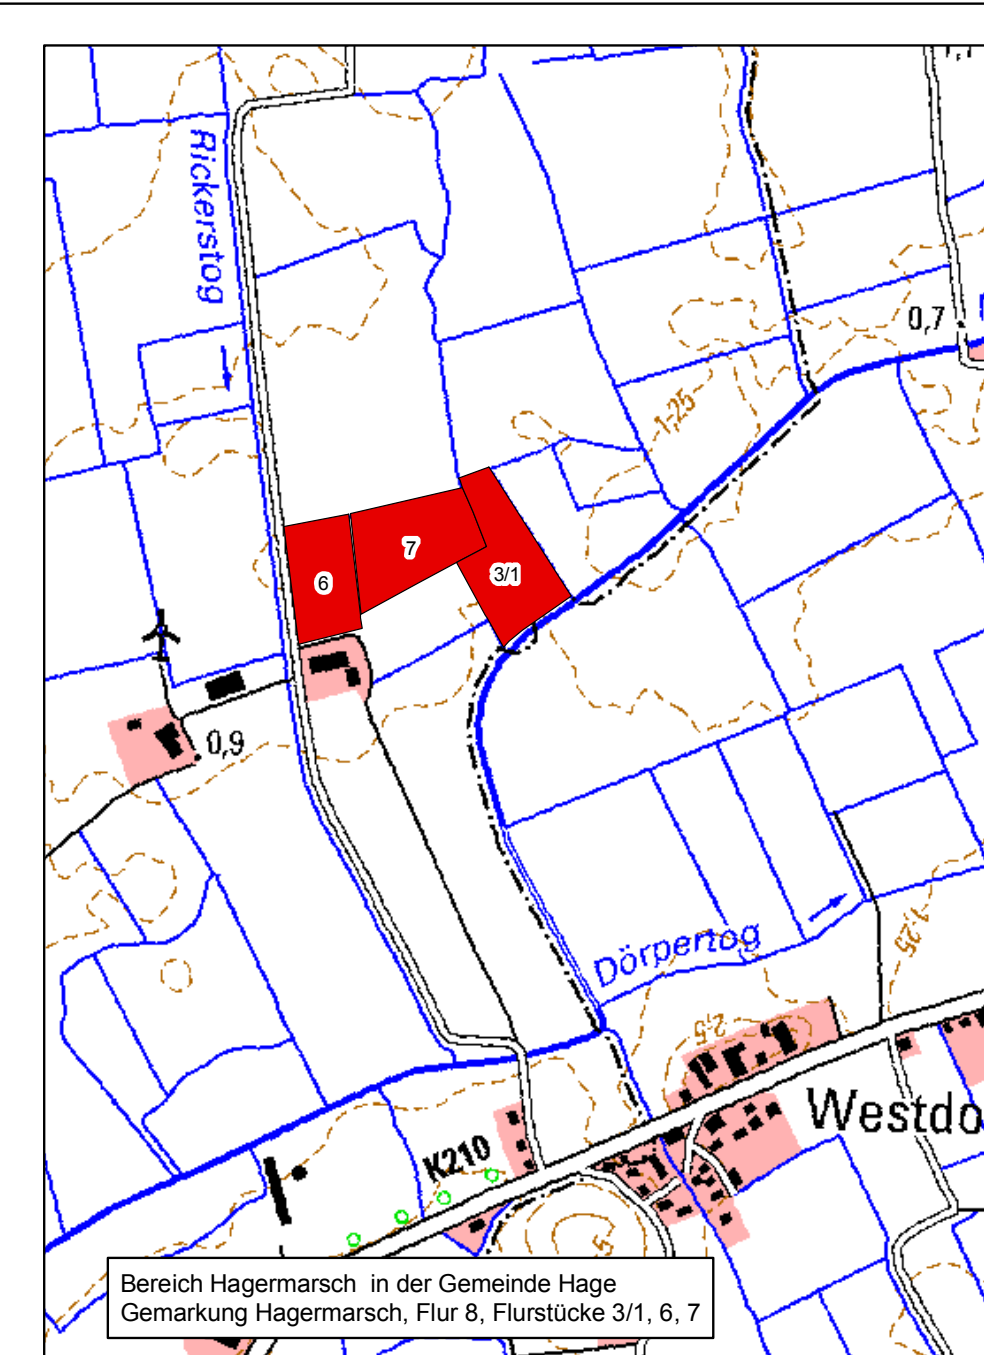 Rickerstog
0,7
1,25
7
6
3/1
0,9
1,25
Dörpertog
2,5
Westdo
K210
5
Bereich Hagermarsch in der Gemeinde Hage
Gemarkung Hagermarsch, Flur 8, Flurstücke 3/1, 6, 7